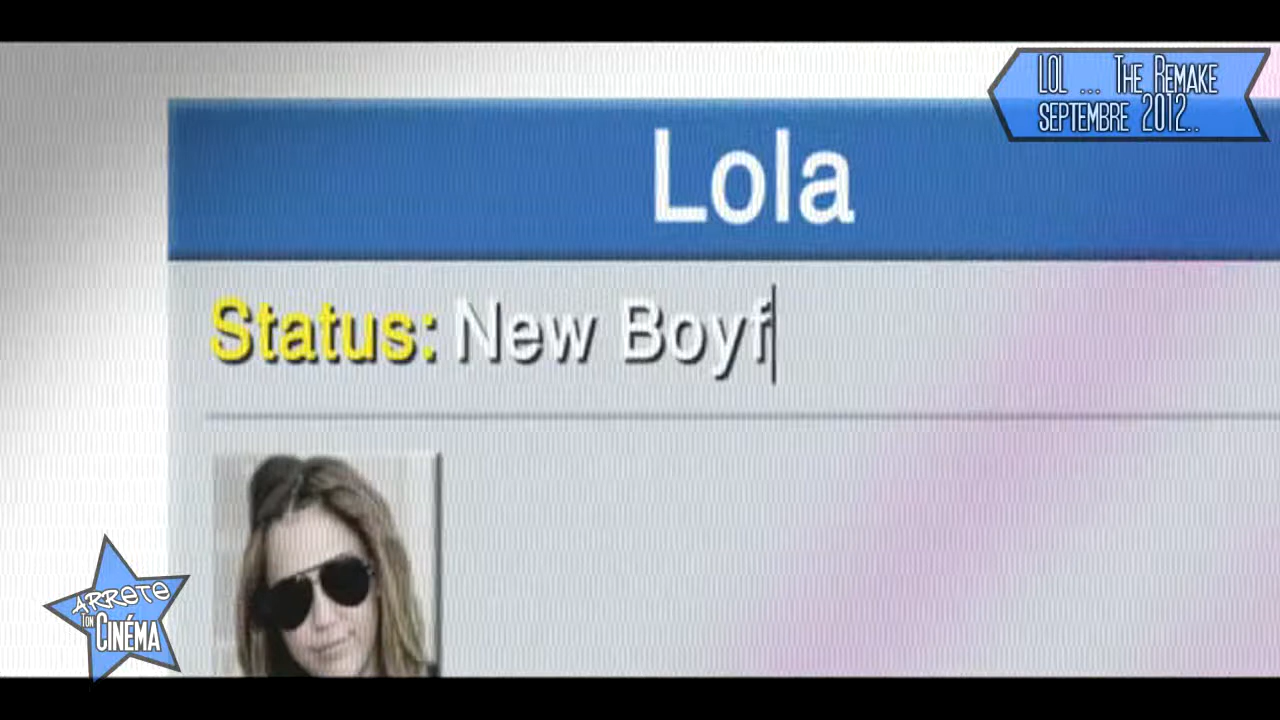 LOL ... The Remake
septembre 2012..
Lola
Status: New Boyf
ARRETE
TON
CINÉMA